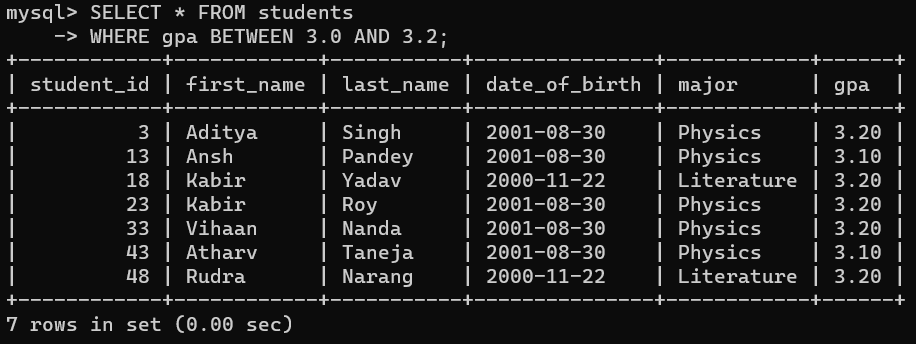 mysql> SELECT * FROM students
    -> WHERE gpa BETWEEN 3.0 AND 3.2;
+------------+------------+-----------+---------------+------------+------+
| student_id | first_name | last_name | date_of_birth | major      | gpa  |
+------------+------------+-----------+---------------+------------+------+
|          3 | Aditya     | Singh     | 2001-08-30    | Physics    | 3.20 |
|         13 | Ansh       | Pandey    | 2001-08-30    | Physics    | 3.10 |
|         18 | Kabir      | Yadav     | 2000-11-22    | Literature | 3.20 |
|         23 | Kabir      | Roy       | 2001-08-30    | Physics    | 3.20 |
|         33 | Vihaan     | Nanda     | 2001-08-30    | Physics    | 3.20 |
|         43 | Atharv     | Taneja    | 2001-08-30    | Physics    | 3.10 |
|         48 | Rudra      | Narang    | 2000-11-22    | Literature | 3.20 |
+------------+------------+-----------+---------------+------------+------+
7 rows in set (0.00 sec)